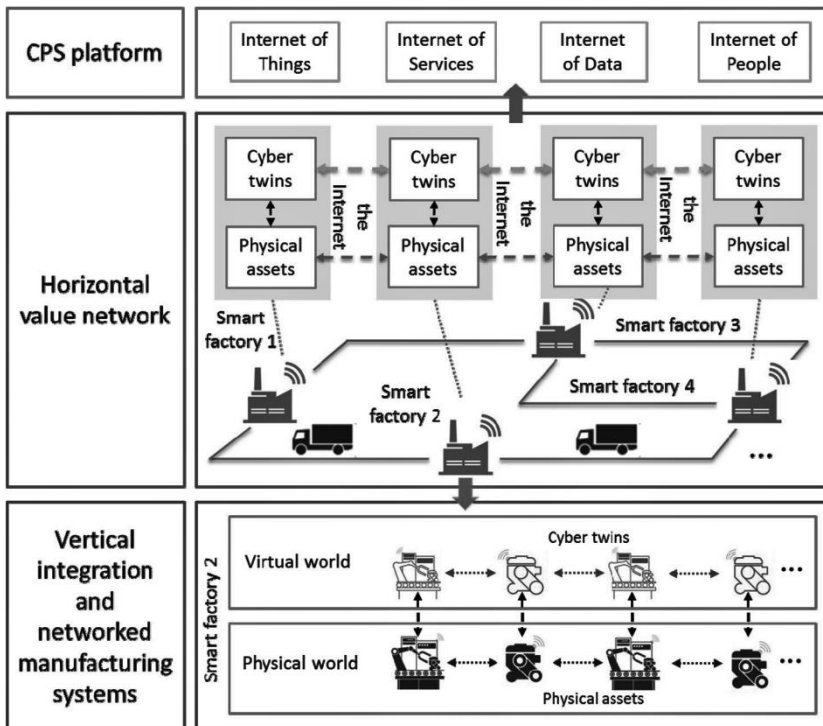 CPS platform
Internet of
Things
Internet of
Services
Internet
of Data
Internet of
People
Horizontal
value network
Cyber
twins
Physical
assets
the
Internet
Cyber
twins
Physical
assets
the
Internet
Cyber
twins
Physical
assets
the
Internet
Cyber
twins
Physical
assets
Smart
factory 1
Smart factory 3
Smart
factory 2
Smart factory 4
...
Vertical
integration
and
networked
manufacturing
systems
Smart factory 2
Cyber twins
Virtual world
...
Physical world
...
Physical assets